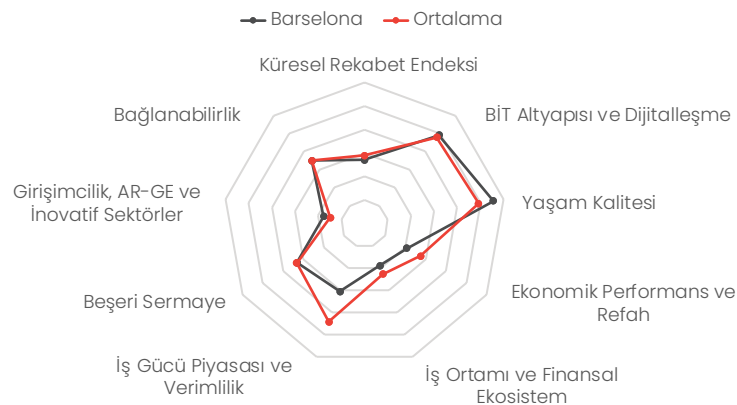 Barselona
Ortalama
Küresel Rekabet Endeksi
BİT Altyapısı ve Dijitalleşme
Yaşam Kalitesi
Ekonomik Performans ve
Refah
İş Ortamı ve Finansal
Ekosistem
İş Gücü Piyasası ve
Verimlilik
Beşeri Sermaye
Girişimcilik, AR-GE ve
İnovatif Sektörler
Bağlanabilirlik